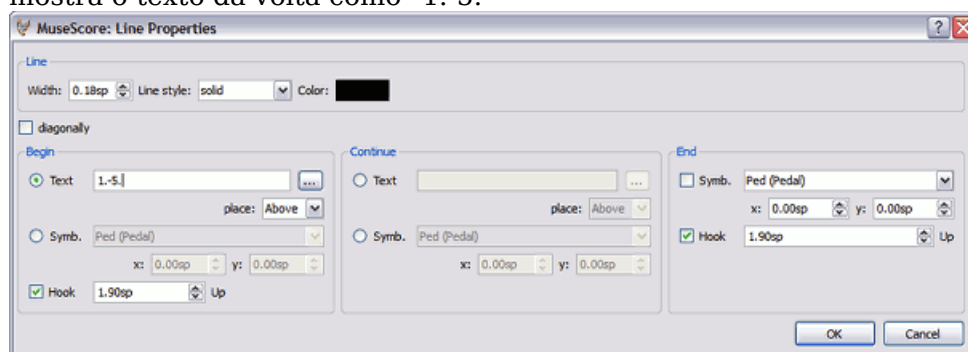 mostra o texto da volta como "1.-5.
MuseScore: Line Properties
Line
Width: 0.18sp Line style: solid Color:
diagonally
Begin Continue End
Text 1.-5. ... Text ... Symb. Ped (Pedal)
place: Above place: Above x: 0.00sp y: 0.00sp
Symb. Ped (Pedal) Symb. Ped (Pedal) Hook 1.90sp Up
x: 0.00sp y: 0.00sp x: 0.00sp y: 0.00sp
Hook 1.90sp Up
OK Cancel